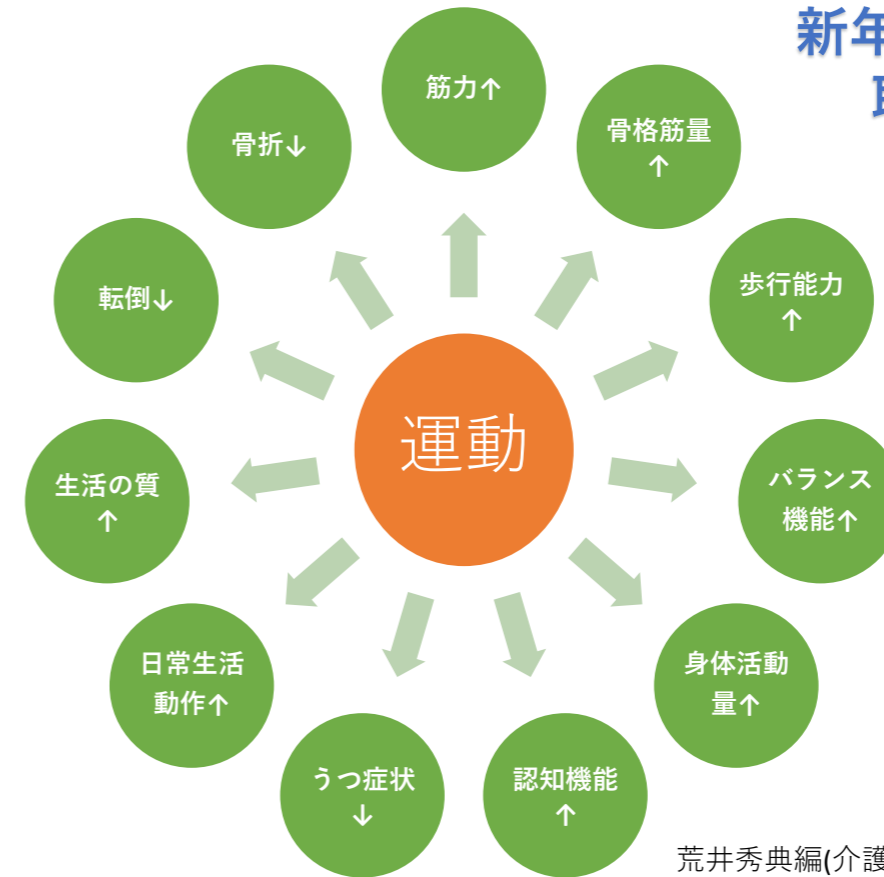 新年
筋力↑
骨格筋量
↑
歩行能力
↑
バランス
機能↑
身体活動
量↑
認知機能
↑
うつ症状
↓
日常生活
動作↑
生活の質
↑
転倒↓
骨折↓
運動
荒井秀典編(介護